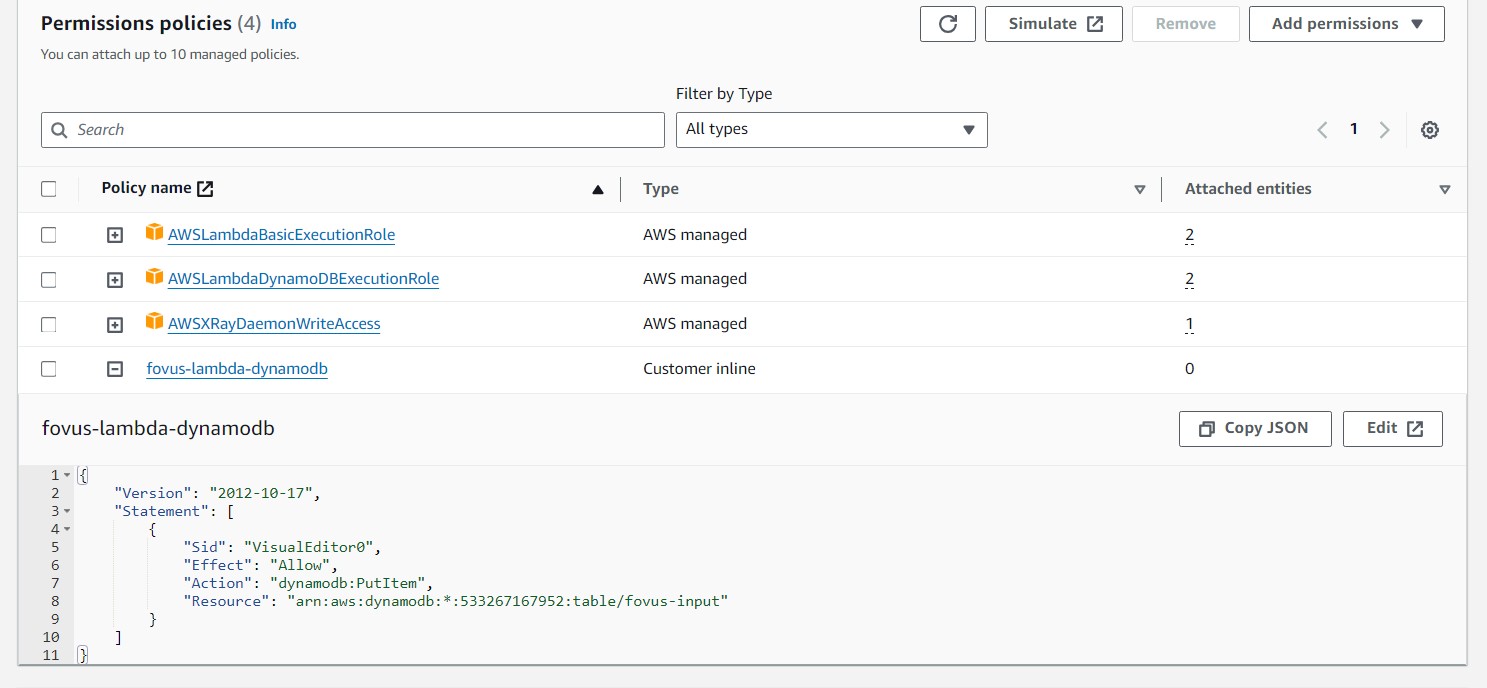 Permissions policies (4) Info
You can attach up to 10 managed policies.
Simulate
Remove
Add permissions
Filter by Type
Search
All types
1
Policy name
Type
Attached entities
AWSLambdaBasicExecutionRole AWS managed 2
AWSLambdaDynamoDBExecutionRole AWS managed 2
AWSXRayDaemonWriteAccess AWS managed 1
fovus-lambda-dynamodb Customer inline 0
fovus-lambda-dynamodb
Copy JSON
Edit
1 {
2 "Version": "2012-10-17",
3 "Statement": [
4 {
5 "Sid": "VisualEditor0",
6 "Effect": "Allow",
7 "Action": "dynamodb:PutItem",
8 "Resource": "arn:aws:dynamodb:*:533267167952:table/fovus-input"
9 }
10 ]
11 }